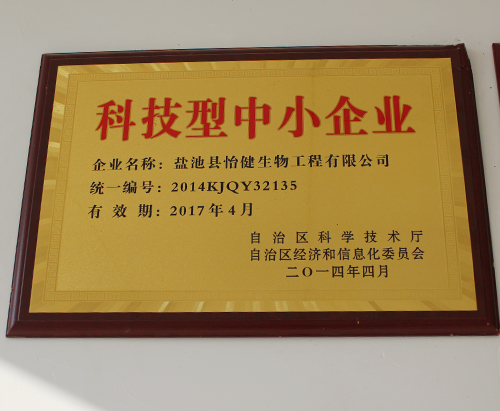 科技型中小企业
企业名称：盐池县怡健生物工程有限公司
统一编号：2014KJQY32135
有 效 期：2017年4月
自治区科学技术厅
自治区经济和信息化委员会
二〇一四年四月